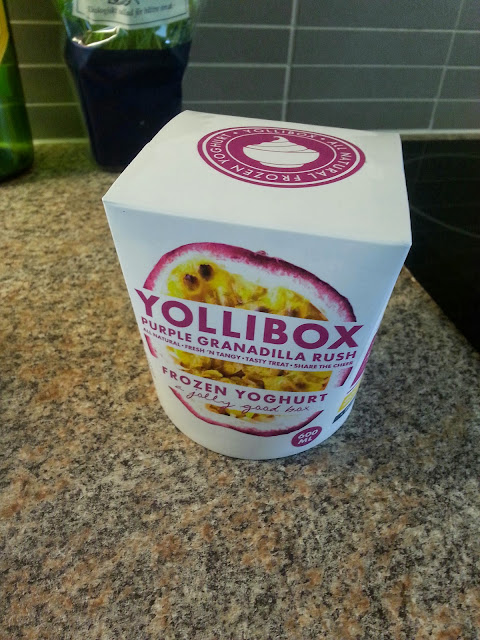 YOLLIBOX • ALL NATURAL FROZEN YOGHURT •
YOLLIBOX
PURPLE GRANADILLA RUSH
ALL NATURAL • FRESH 'N TANGY • TASTY TREAT • SHARE THE CHEER
FROZEN YOGHURT
a jolly good box
600
ML